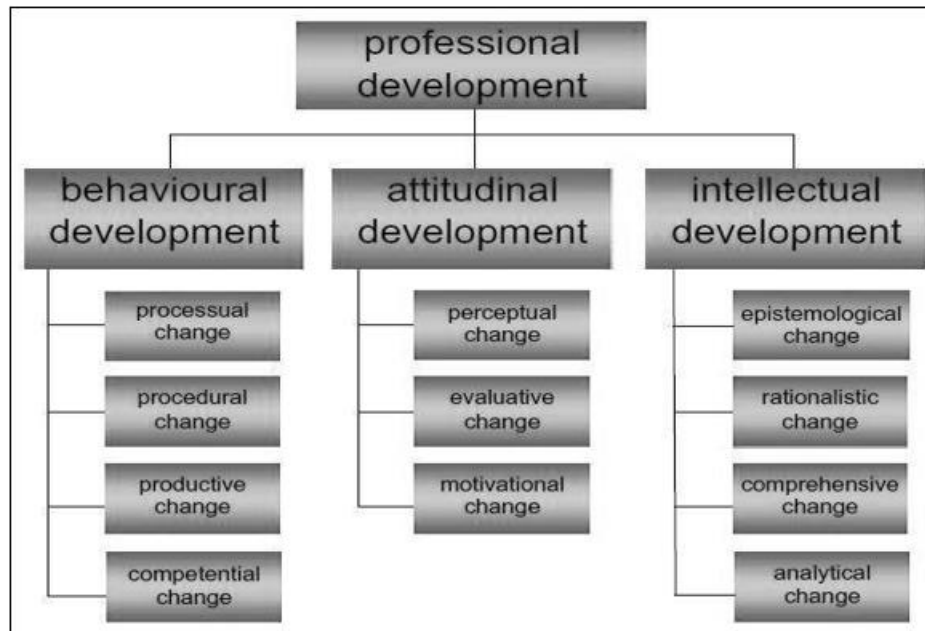 professional
development
behavioural
development
attitudinal
development
intellectual
development
processual
change
perceptual
change
epistemological
change
procedural
change
evaluative
change
rationalistic
change
productive
change
motivational
change
comprehensive
change
competential
change
analytical
change